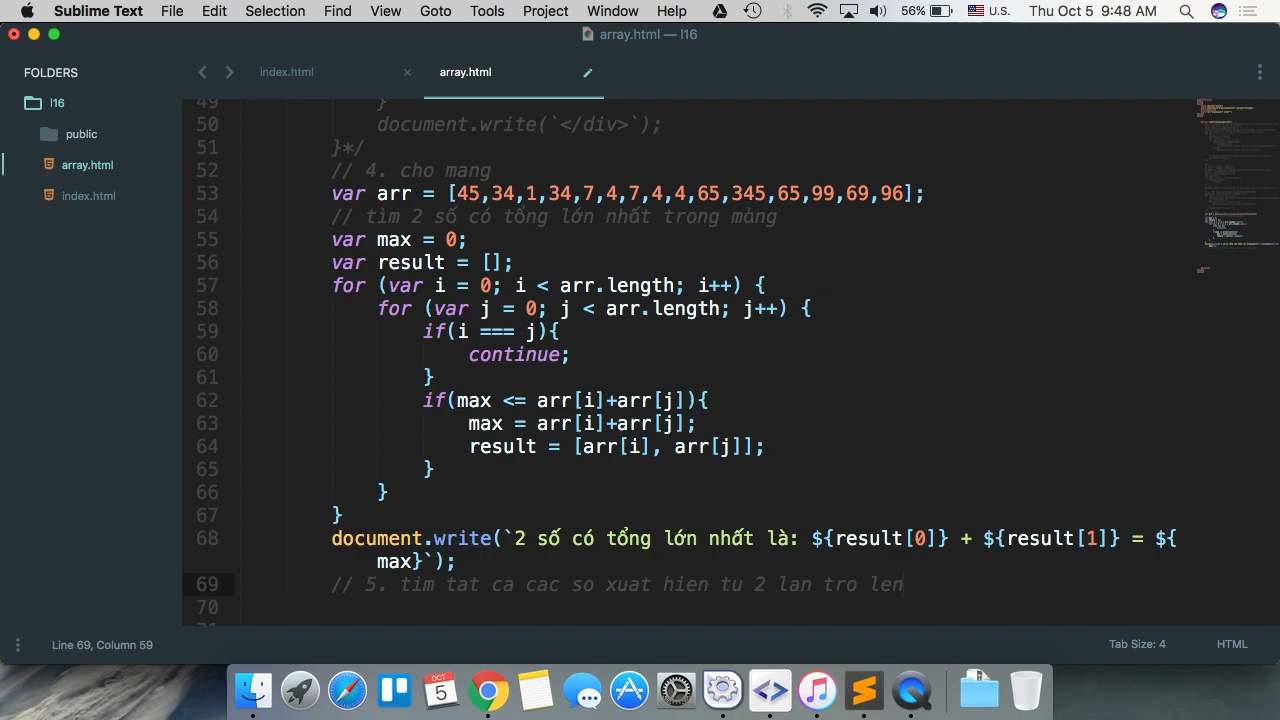 Sublime Text File Edit Selection Find View Goto Tools Project Window Help 56% U.S. Thu Oct 5 9:48 AM
array.html — l16
FOLDERS
l16
public
array.html
index.html
index.html × array.html
49 }
50 document.write(`</div>`);
51 }*/
52 // 4. cho mang
53 var arr = [45,34,1,34,7,4,7,4,4,65,345,65,99,69,96];
54 // tìm 2 số có tổng lớn nhất trong mảng
55 var max = 0;
56 var result = [];
57 for (var i = 0; i < arr.length; i++) {
58 for (var j = 0; j < arr.length; j++) {
59 if(i === j){
60 continue;
61 }
62 if(max <= arr[i]+arr[j]){
63 max = arr[i]+arr[j];
64 result = [arr[i], arr[j]];
65 }
66 }
67 }
68 document.write(`2 số có tổng lớn nhất là: ${result[0]} + ${result[1]} = ${
max}`);
69 // 5. tim tat ca cac so xuat hien tu 2 lan tro len
70
Line 69, Column 59 Tab Size: 4 HTML
OCT
5